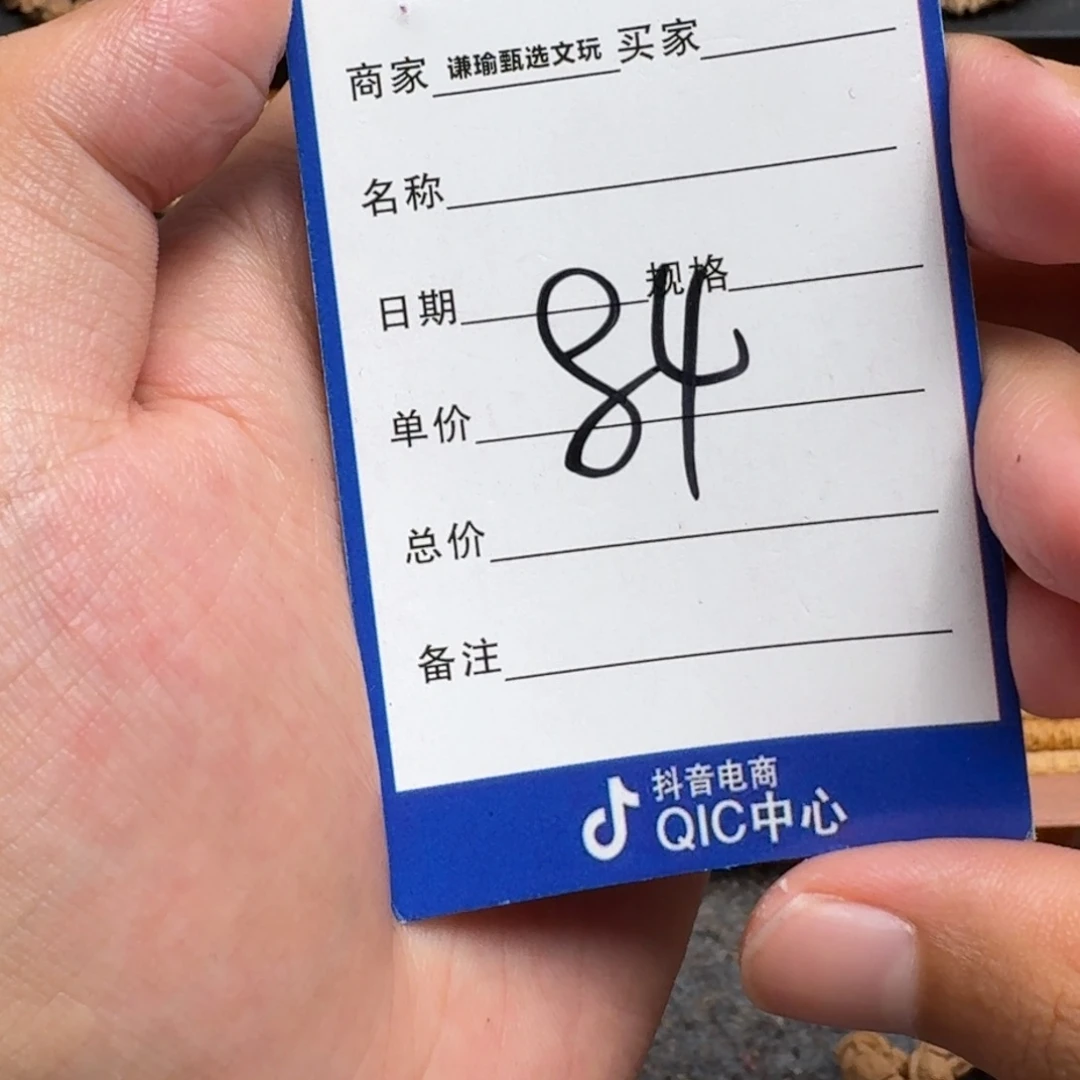 商家 谦瑜甄选文玩 买家
名称
日期 规格
84
单价
总价
备注
抖音电商
QIC中心